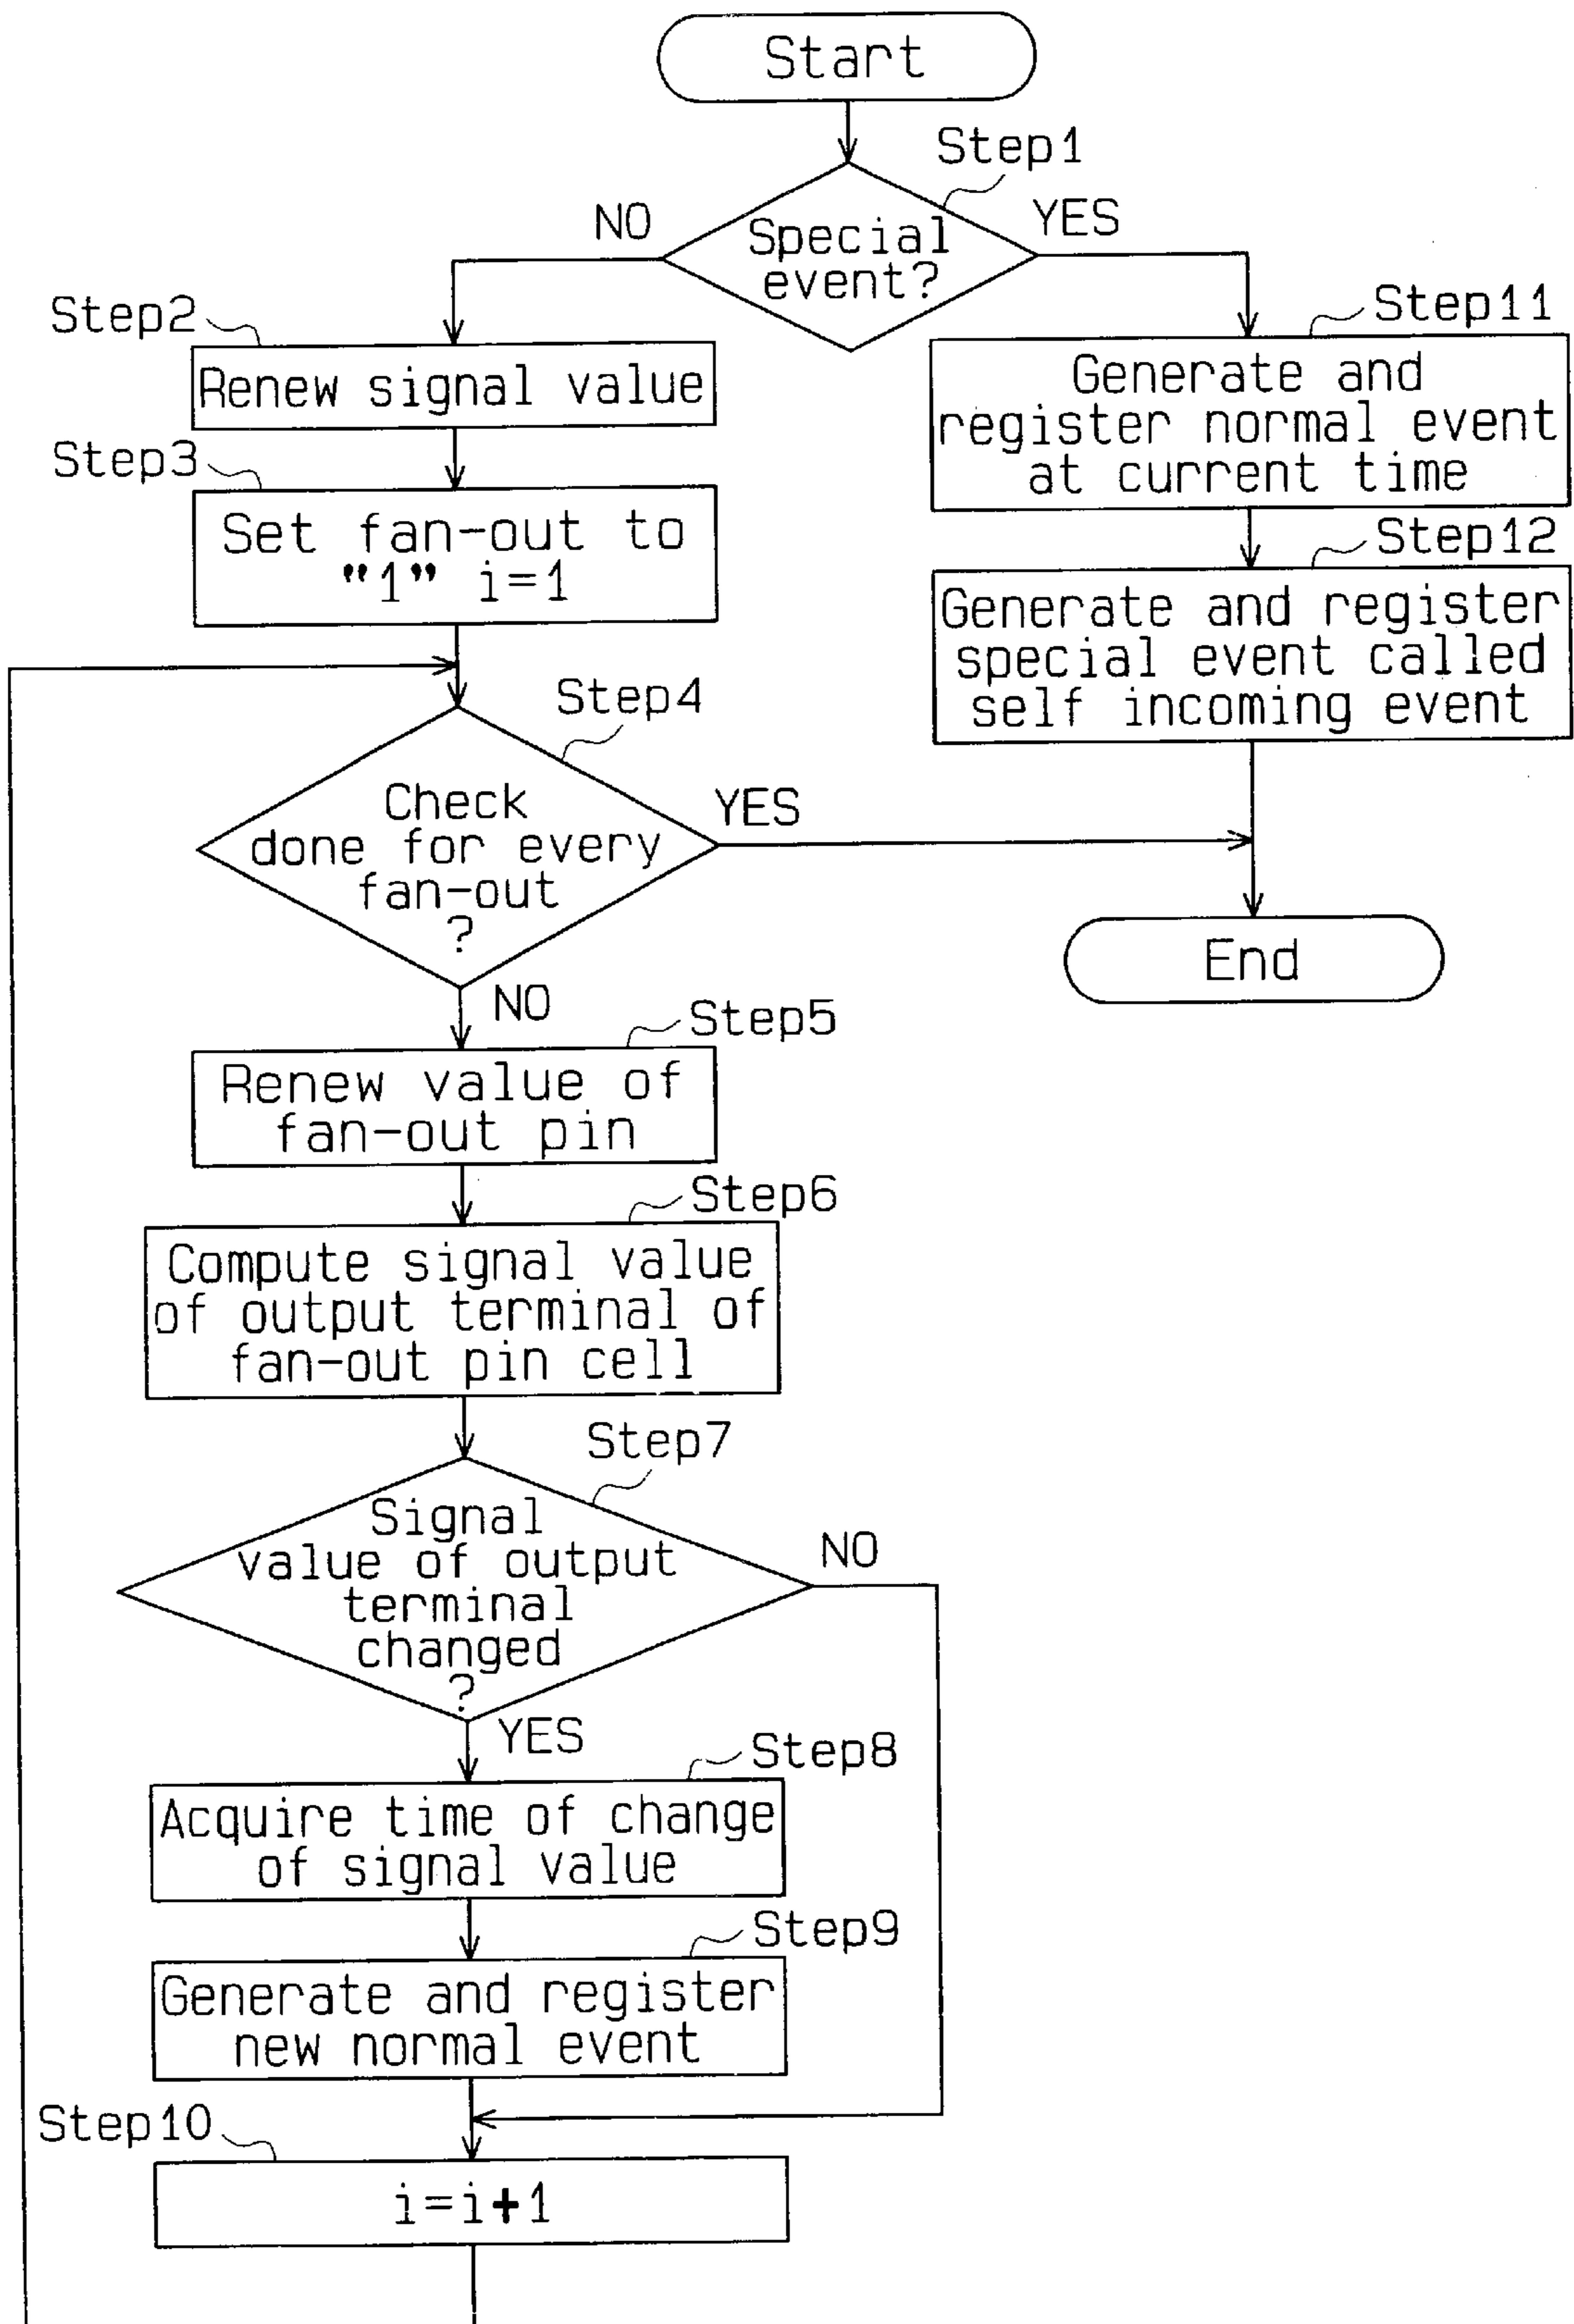 Start
Step1
NO
YES
Special
event?
Step2
Renew signal value
Step11
Generate and
register normal event
at current time
Step3
Set fan-out to
"1" i=1
Step12
Generate and register
special event called
self incoming event
Step4
Check
done for every
fan-out
?
YES
End
NO
Step5
Renew value of
fan-out pin
Step6
Compute signal value
of output terminal of
fan-out pin cell
Step7
Signal
value of output
terminal
changed
?
NO
YES
Step8
Acquire time of change
of signal value
Step9
Generate and register
new normal event
Step10
i=i+1